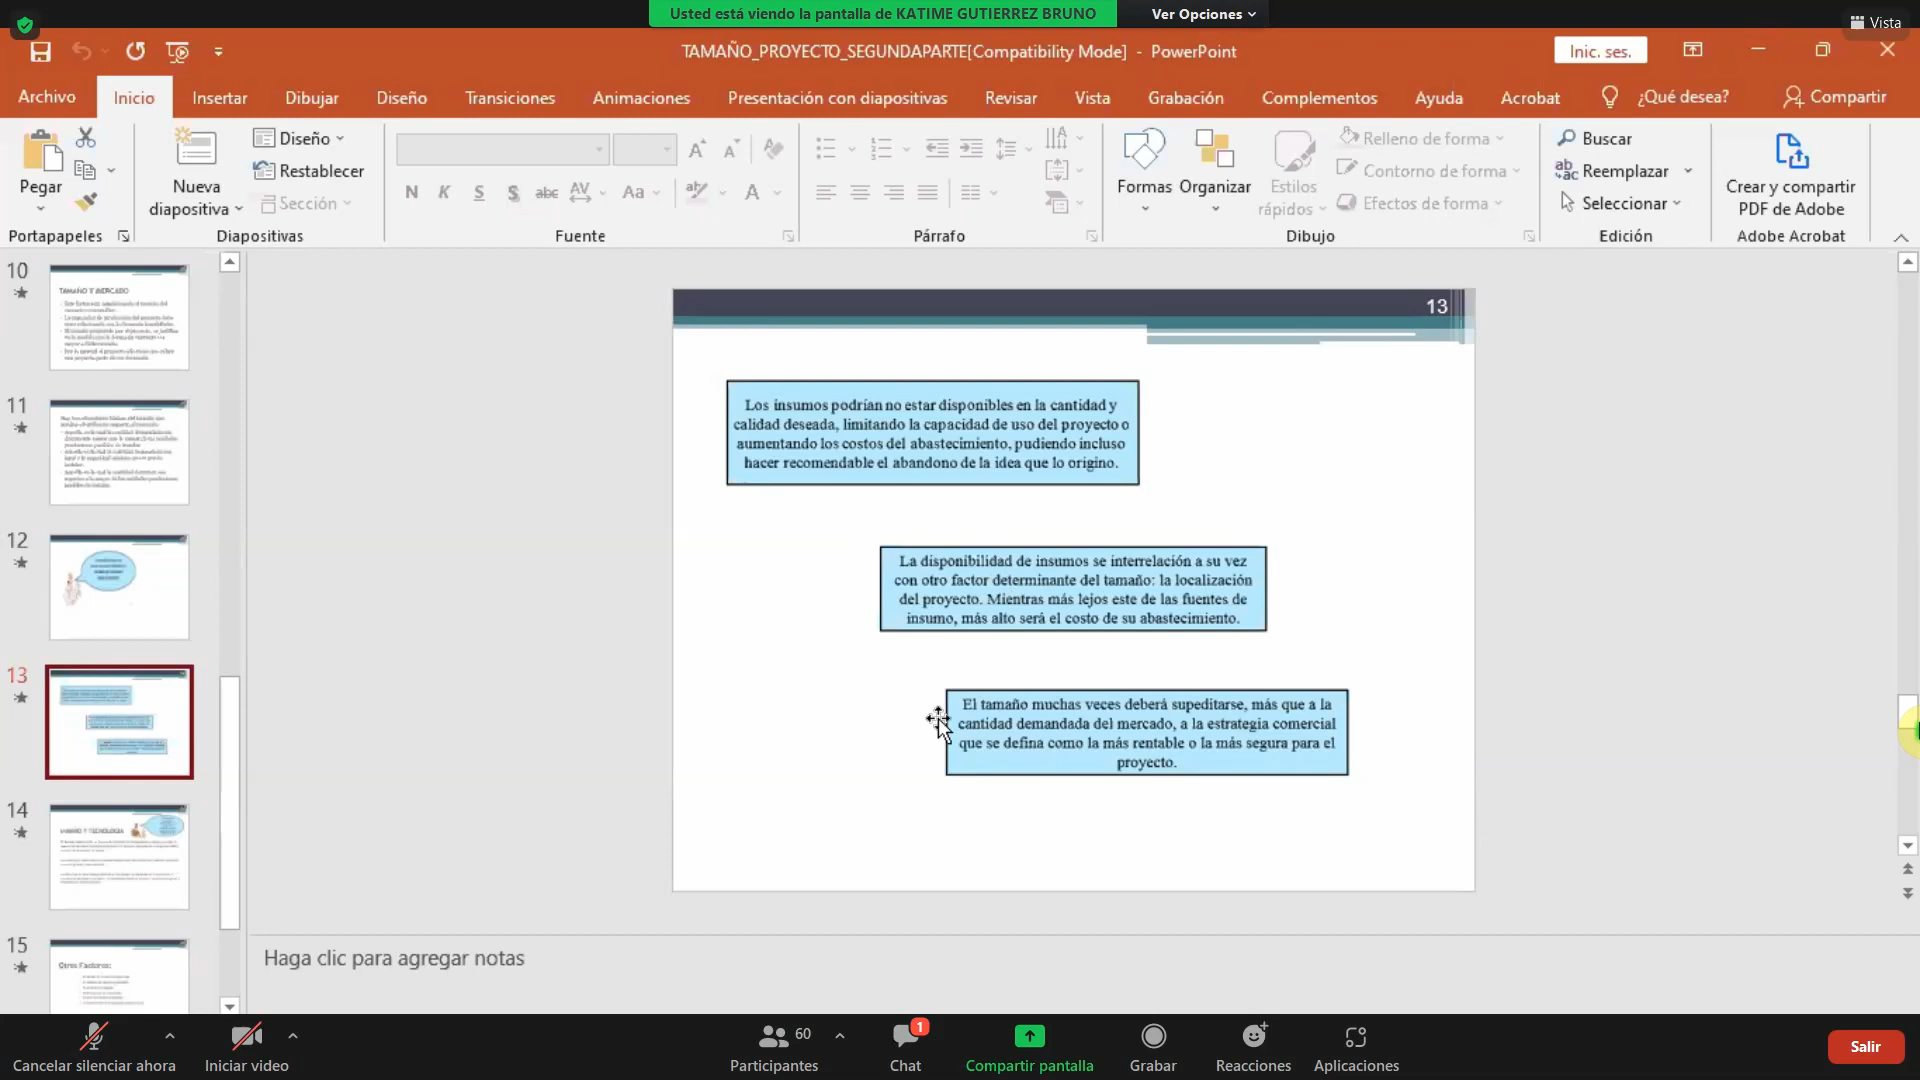 Usted está viendo la pantalla de KATIME GUTIERREZ BRUNO
Ver Opciones
Vista
TAMAÑO_PROYECTO_SEGUNDAPARTE[Compatibility Mode] - PowerPoint
Inic. ses.
Archivo Inicio Insertar Dibujar Diseño Transiciones Animaciones Presentación con diapositivas Revisar Vista Grabación Complementos Ayuda Acrobat ¿Qué desea? Compartir
Pegar
Portapapeles
Nueva diapositiva
Diseño
Restablecer
Sección
Diapositivas
N K S S abc AV Aa A
Fuente
Párrafo
Formas
Organizar
Estilos rápidos
Relleno de forma
Contorno de forma
Efectos de forma
Dibujo
Buscar
Reemplazar
Seleccionar
Edición
Crear y compartir
PDF de Adobe
Adobe Acrobat
10
TAMAÑO Y MERCADO
11
12
13
14
TAMAÑO Y TECNOLOGIA
15
Otros Factores:
13
Los insumos podrían no estar disponibles en la cantidad y
calidad deseada, limitando la capacidad de uso del proyecto o
aumentando los costos del abastecimiento, pudiendo incluso
hacer recomendable el abandono de la idea que lo origino.
La disponibilidad de insumos se interrelación a su vez
con otro factor determinante del tamaño: la localización
del proyecto. Mientras más lejos este de las fuentes de
insumo, más alto será el costo de su abastecimiento.
El tamaño muchas veces deberá supeditarse, más que a la
cantidad demandada del mercado, a la estrategia comercial
que se defina como la más rentable o la más segura para el
proyecto.
Haga clic para agregar notas
Cancelar silenciar ahora
Iniciar video
60
Participantes
1
Chat
Compartir pantalla
Grabar
Reacciones
Aplicaciones
Salir